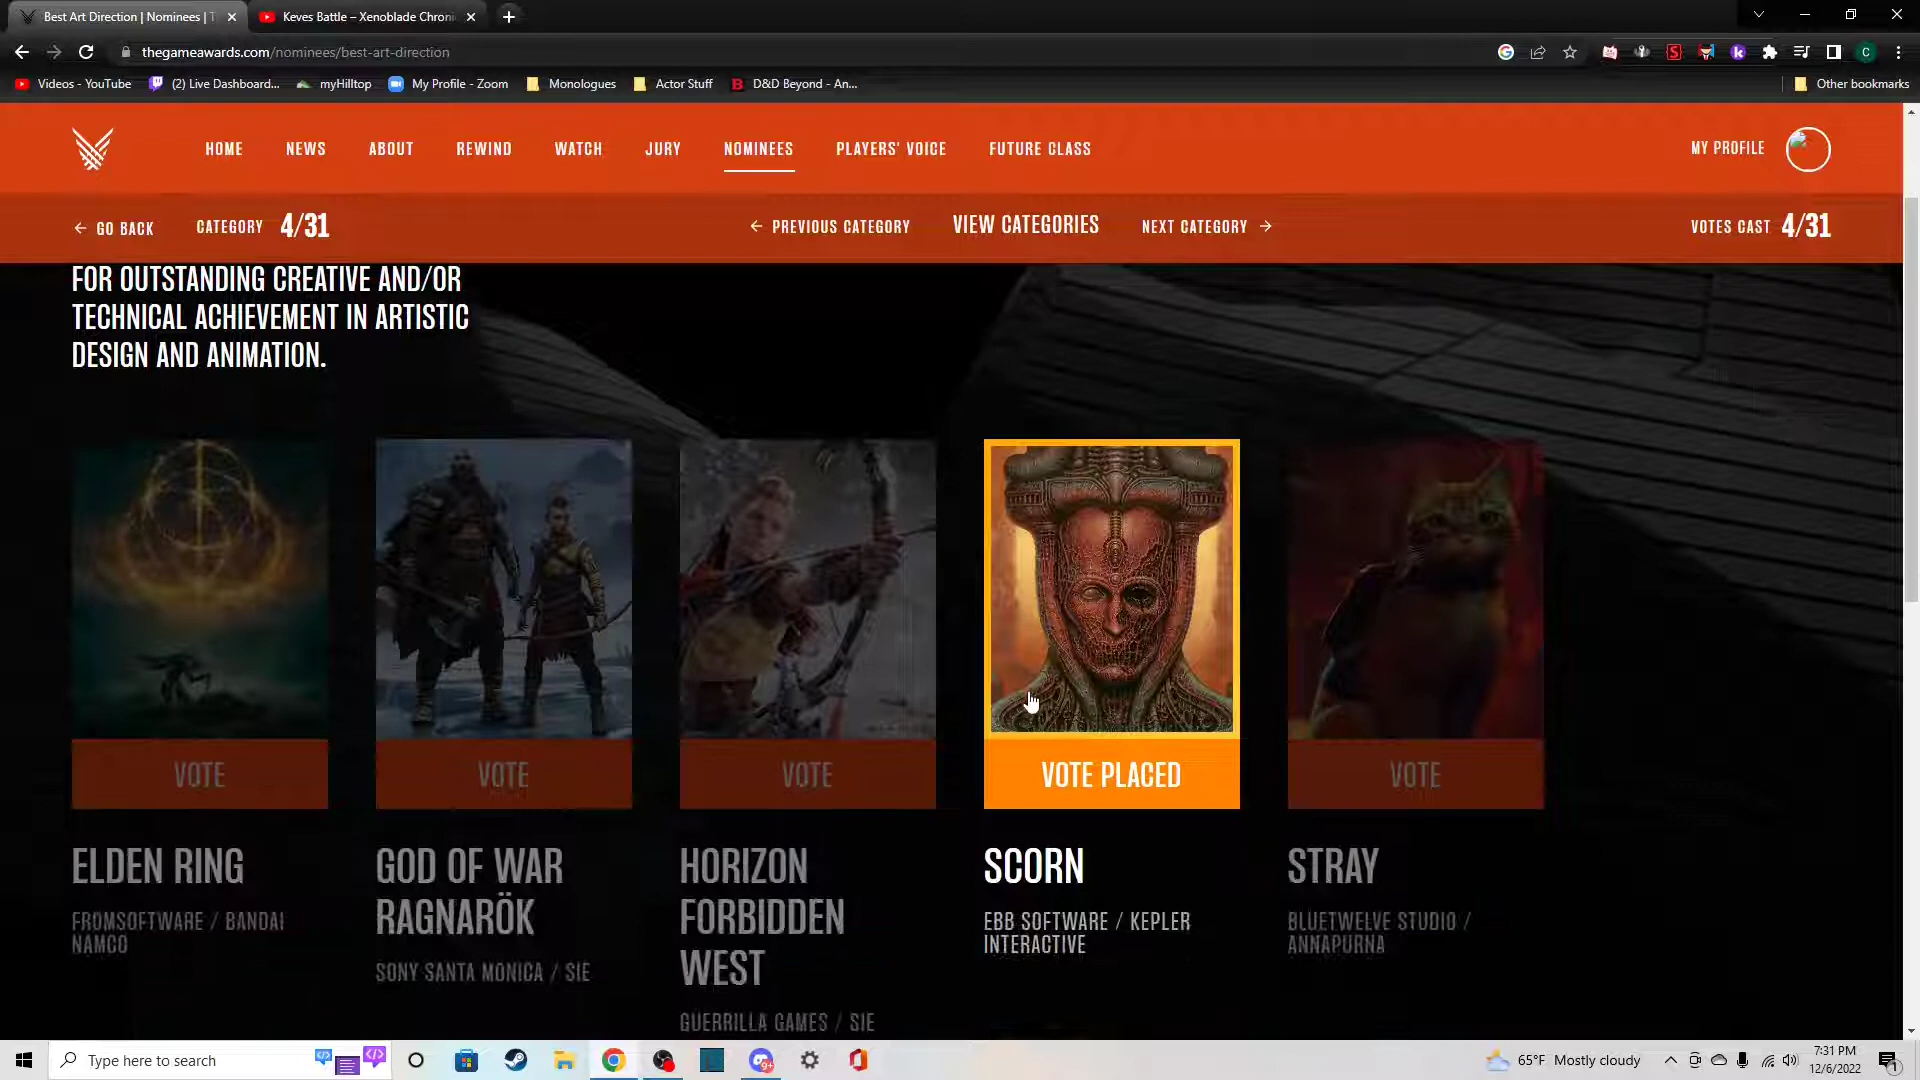 Best Art Direction | Nominees | T
Keves Battle – Xenoblade Chroni
thegameawards.com/nominees/best-art-direction
C
Videos - YouTube
(2) Live Dashboard...
myHilltop
My Profile - Zoom
Monologues
Actor Stuff
D&D Beyond - An...
Other bookmarks
HOME
NEWS
ABOUT
REWIND
WATCH
JURY
NOMINEES
PLAYERS' VOICE
FUTURE CLASS
MY PROFILE
GO BACK
CATEGORY 4/31
PREVIOUS CATEGORY
VIEW CATEGORIES
NEXT CATEGORY
VOTES CAST 4/31
FOR OUTSTANDING CREATIVE AND/OR
TECHNICAL ACHIEVEMENT IN ARTISTIC
DESIGN AND ANIMATION.
VOTE
VOTE
VOTE
VOTE PLACED
VOTE
ELDEN RING
FROMSOFTWARE / BANDAI
NAMCO
GOD OF WAR
RAGNARÖK
SONY SANTA MONICA / SIE
HORIZON
FORBIDDEN
WEST
GUERRILLA GAMES / SIE
SCORN
EBB SOFTWARE / KEPLER
INTERACTIVE
STRAY
BLUETWELVE STUDIO /
ANNAPURNA
Type here to search
9+
65°F Mostly cloudy
7:31 PM
12/6/2022
1